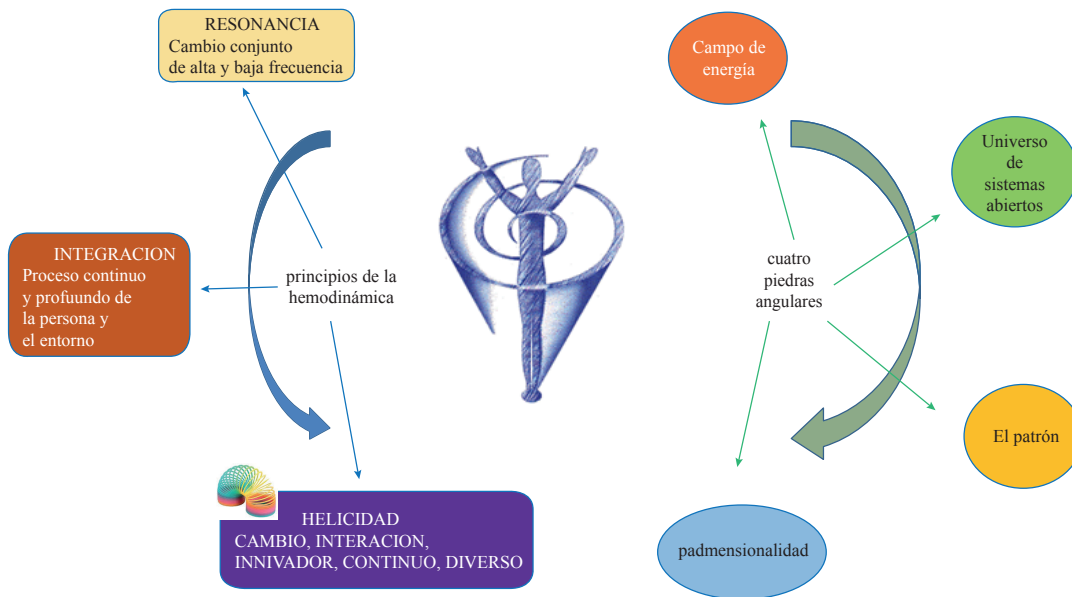 RESONANCIA
Cambio conjunto
de alta y baja frecuencia
INTEGRACION
Proceso continuo
y profuundo de
la persona y
el entorno
principios de la
hemodinámica
HELICIDAD
CAMBIO, INTERACION,
INNIVADOR, CONTINUO, DIVERSO
Campo de
energía
Universo
de
sistemas
abiertos
cuatro
piedras
angulares
El patrón
padmensionalidad